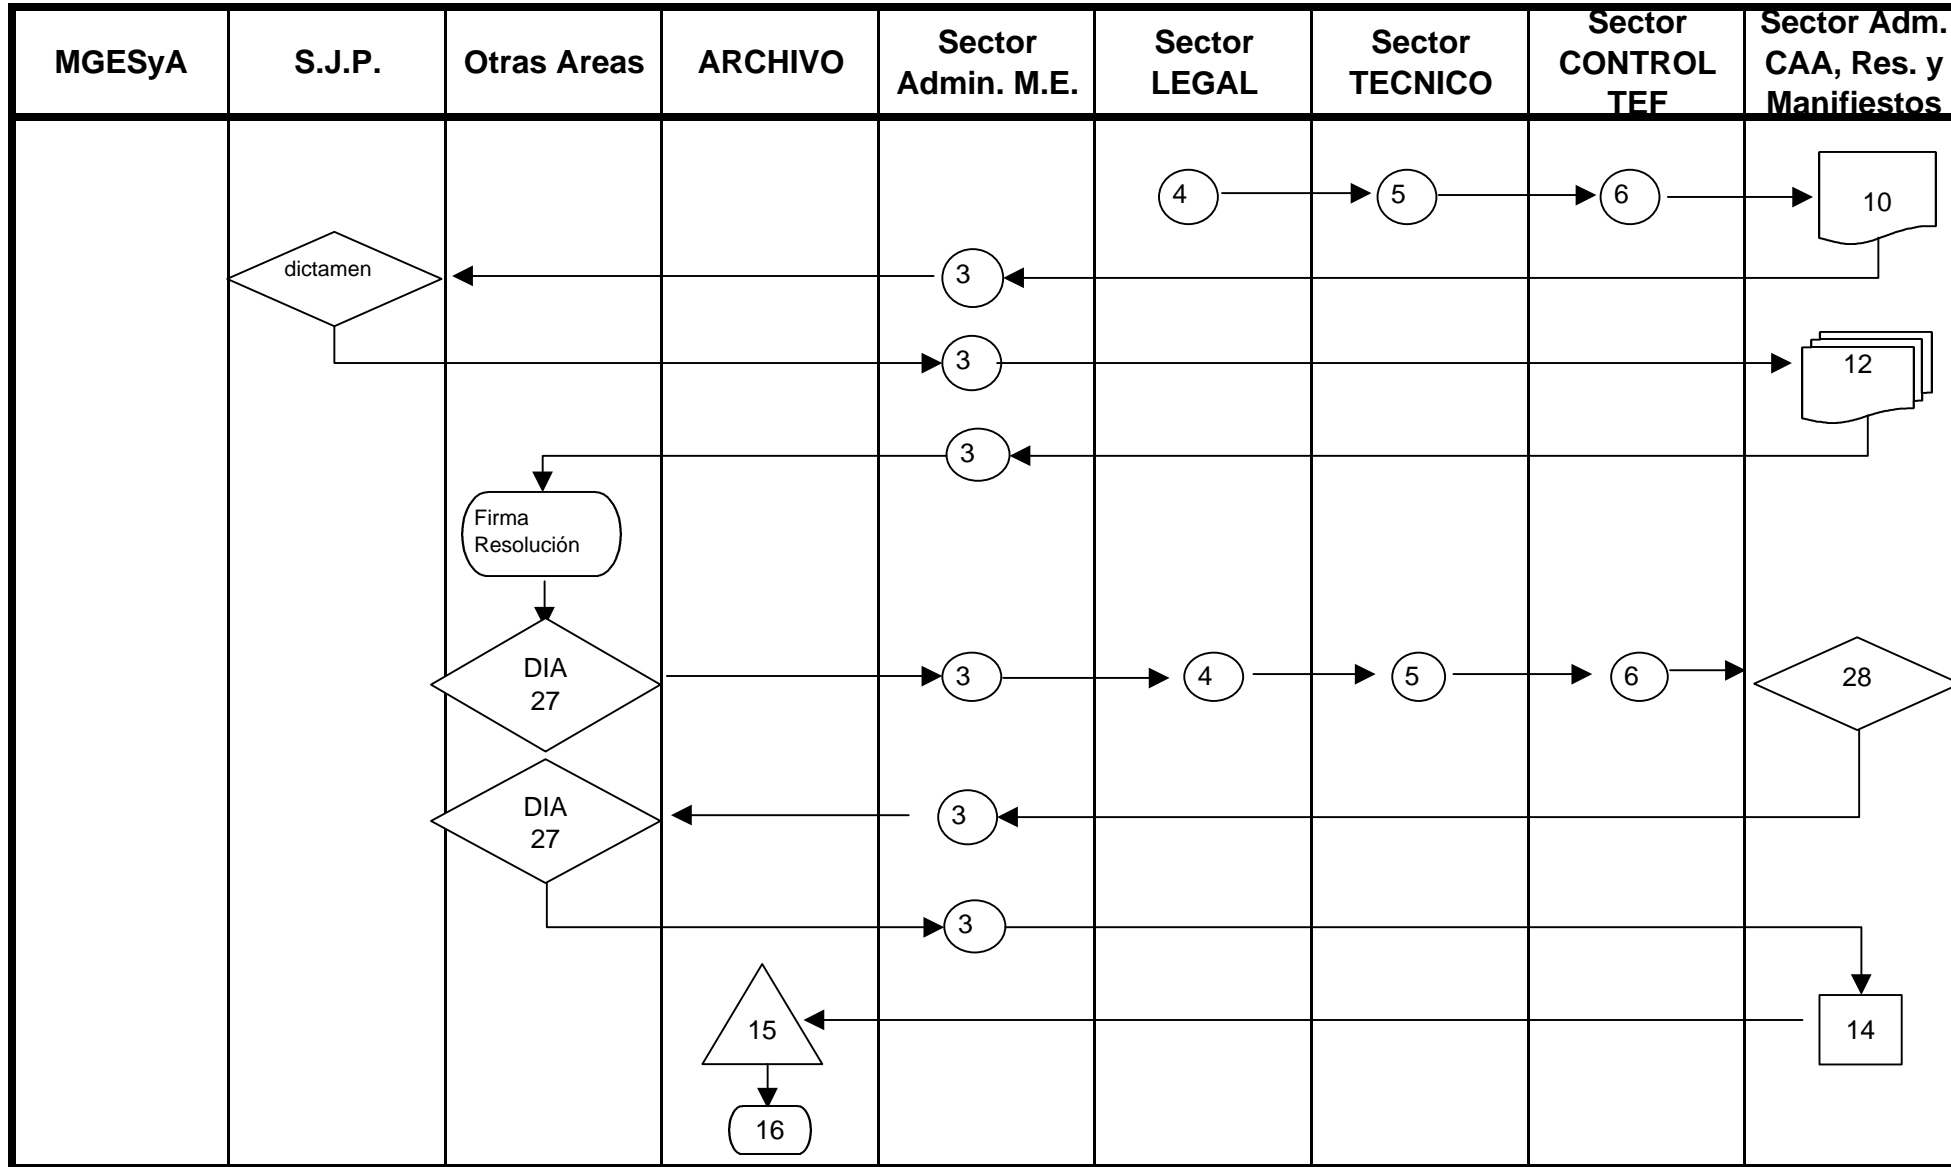 MGESyA
S.J.P.
Otras Areas
ARCHIVO
Sector
Admin. M.E.
Sector
LEGAL
Sector
TECNICO
Sector
CONTROL
TEF
Sector Adm.
CAA, Res. y
Manifiestos
4
5
6
10
dictamen
3
3
12
3
Firma
Resolución
DIA
27
3
4
5
6
28
DIA
27
3
3
15
14
16